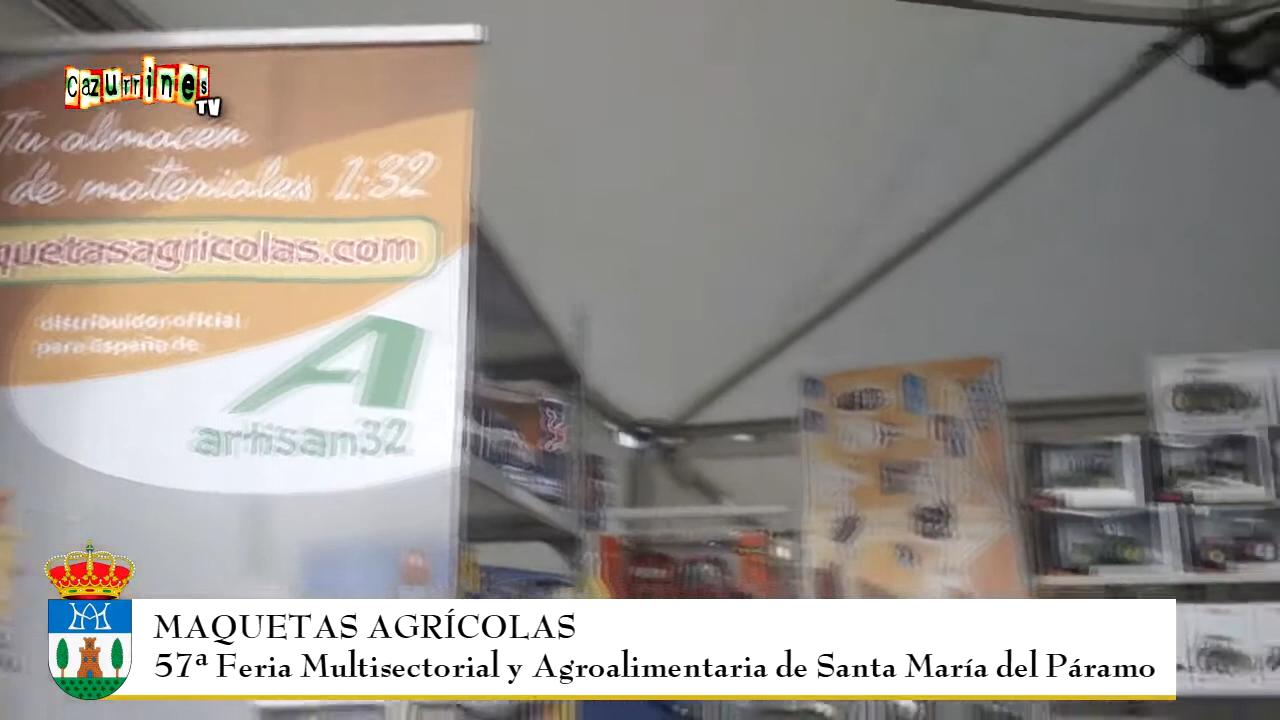 Cazurrines
TV
Tu almacen
de materiales 1:32
quetasagricolas.com
distribuidor oficial
para España de
A
artisan32
MAQUETAS AGRÍCOLAS
57ª Feria Multisectorial y Agroalimentaria de Santa María del Páramo